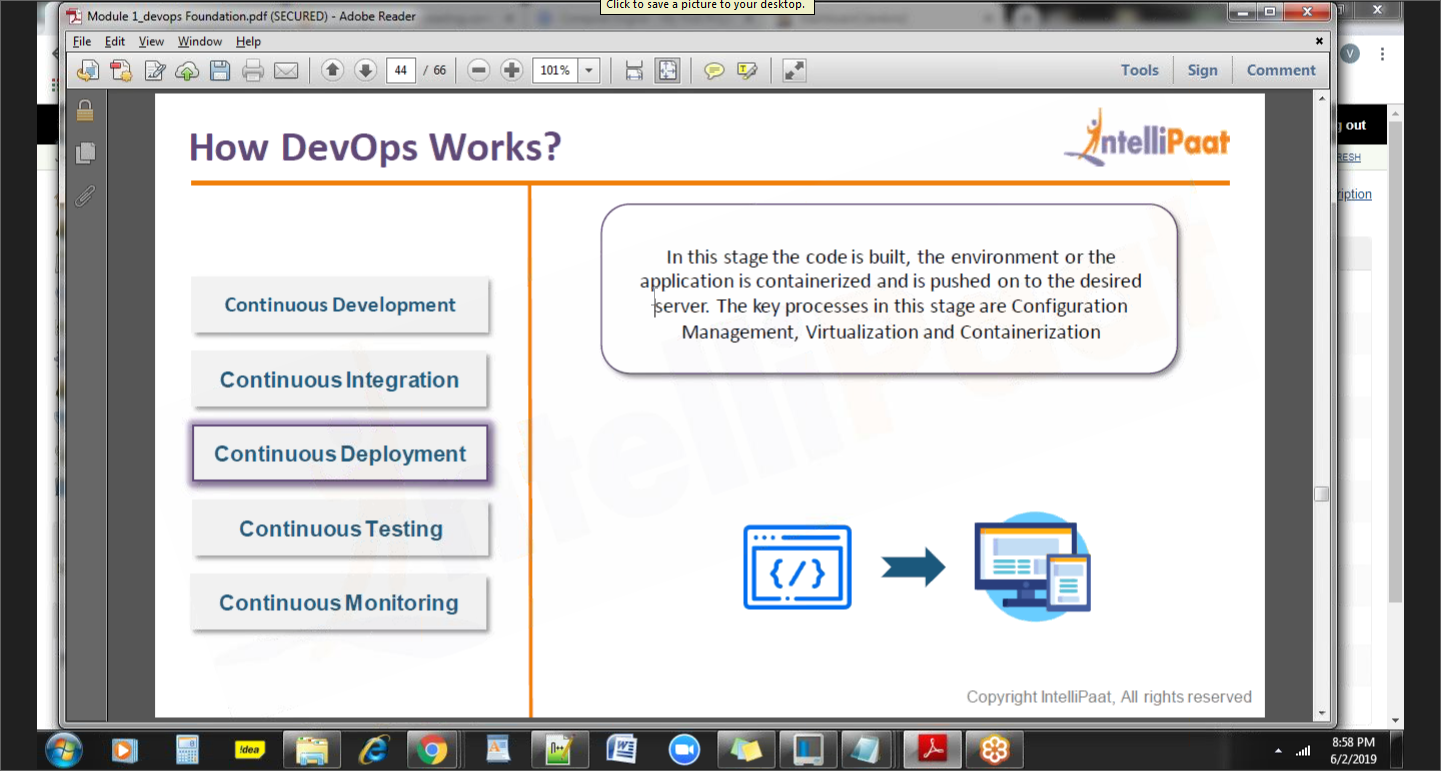 Click to save a picture to your desktop.
Module 1_devops Foundation.pdf (SECURED) - Adobe Reader
File Edit View Window Help
44 / 66 101% Tools Sign Comment
V
out
RESH
ription
How DevOps Works?
IntelliPaat
In this stage the code is built, the environment or the
application is containerized and is pushed on to the desired
server. The key processes in this stage are Configuration
Management, Virtualization and Containerization
Continuous Development
Continuous Integration
Continuous Deployment
Continuous Testing
Continuous Monitoring
{/}
Copyright IntelliPaat, All rights reserved
!dea
8:58 PM
6/2/2019